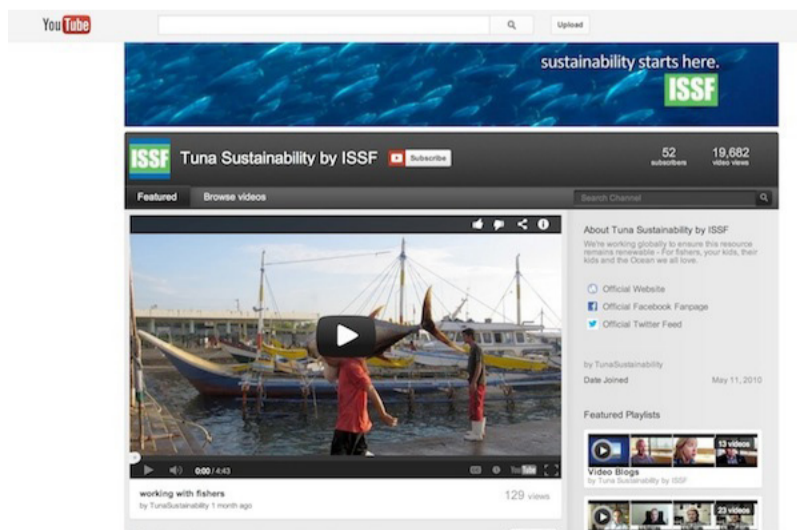 YouTube
Upload
sustainability starts here.
ISSF
ISSF Tuna Sustainability by ISSF Subscribe
52 subscribers
19,682 video views
Featured Browse videos Search Channel
0:00 / 4:43 YouTube
working with fishers
by TunaSustainability 1 month ago
129 views
About Tuna Sustainability by ISSF
We're working globally to ensure this resource
remains renewable - For fishers, your kids, their
kids and the Ocean we all love.
Official Website
Official Facebook Fanpage
Official Twitter Feed
by TunaSustainability
Date Joined May 11, 2010
Featured Playlists
13 videos
Video Blogs
by Tuna Sustainability by ISSF
23 videos